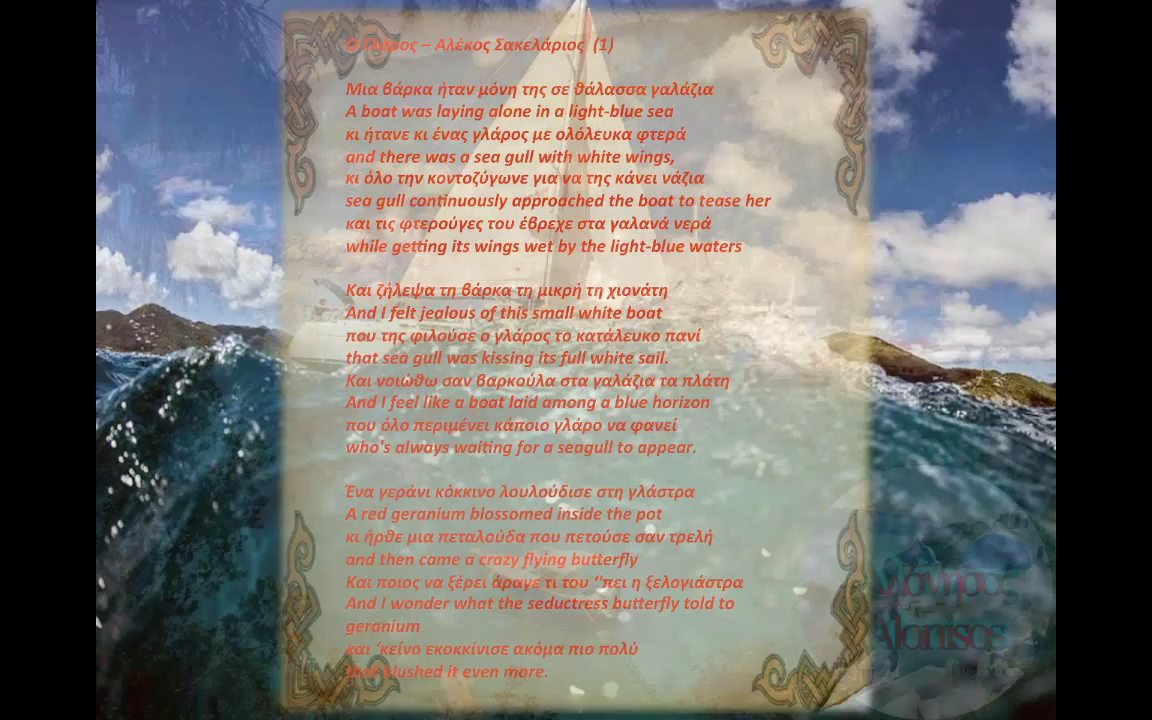 Ο Γλάρος – Αλέκος Σακελάριος (1)
Μια βάρκα ήταν μόνη της σε θάλασσα γαλάζια
A boat was laying alone in a light-blue sea
κι ήτανε κι ένας γλάρος με ολόλευκα φτερά
and there was a sea gull with white wings,
κι όλο την κοντοζύγωνε για να της κάνει νάζια
sea gull continuously approached the boat to tease her
και τις φτερούγες του έβρεχε στα γαλανά νερά
while getting its wings wet by the light-blue waters
Και ζήλεψα τη βάρκα τη μικρή τη χιονάτη
And I felt jealous of this small white boat
που της φιλούσε ο γλάρος το κατάλευκο πανί
that sea gull was kissing its full white sail.
Και νοιώθω σαν βαρκούλα στα γαλάζια τα πλάτη
And I feel like a boat laid among a blue horizon
που όλο περιμένει κάποιο γλάρο να φανεί
who's always waiting for a seagull to appear.
Ένα γεράνι κόκκινο λουλούδισε στη γλάστρα
A red geranium blossomed inside the pot
κι ήρθε μια πεταλούδα που πετούσε σαν τρελή
and then came a crazy flying butterfly
Και ποιος να ξέρει άραγε τι του ‘'πει η ξελογιάστρα
And I wonder what the seductress butterfly told to
geranium
και ‘κείνο εκοκκίνισε ακόμα πιο πολύ
that blushed it even more.
Αλόννησος
Alonisos